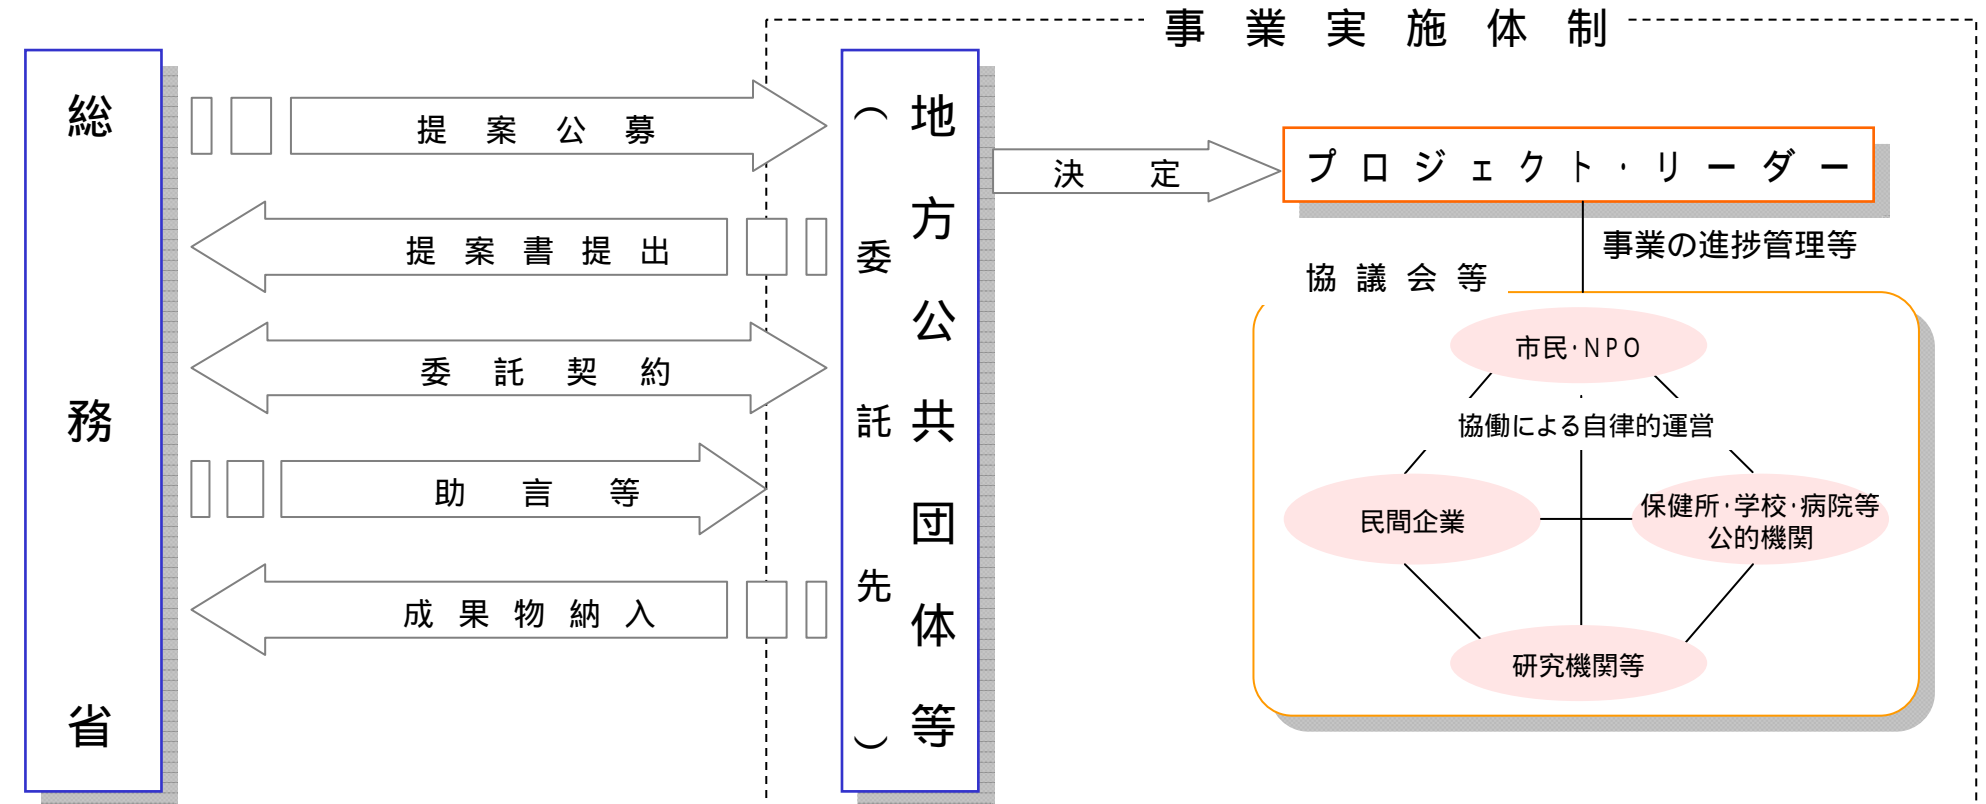 事業実施体制
総務省
提案公募
提案書提出
委託契約
助言等
成果物納入
地方公共団体等
（委託先）
決定
プロジェクト・リーダー
事業の進捗管理等
協議会等
市民・NPO
協働による自律的運営
民間企業
保健所・学校・病院等
公的機関
研究機関等